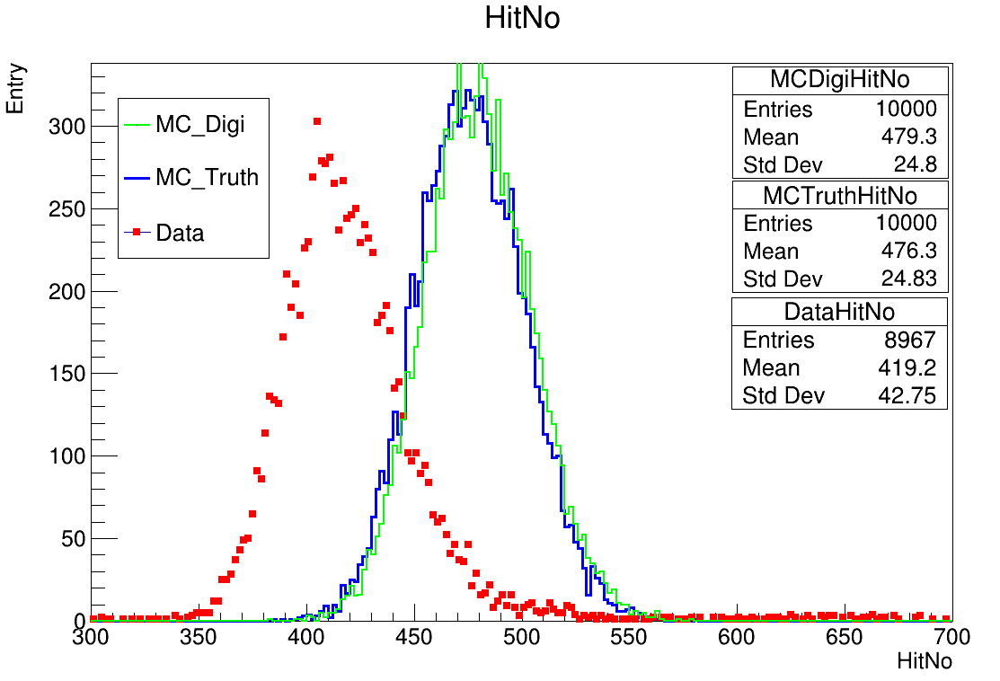 HitNo
Entry
MC_Digi
MC_Truth
Data
MCDigiHitNo
Entries 10000
Mean 479.3
Std Dev 24.8
MCTruthHitNo
Entries 10000
Mean 476.3
Std Dev 24.83
DataHitNo
Entries 8967
Mean 419.2
Std Dev 42.75
300
250
200
150
100
50
0
300 350 400 450 500 550 600 650 700
HitNo